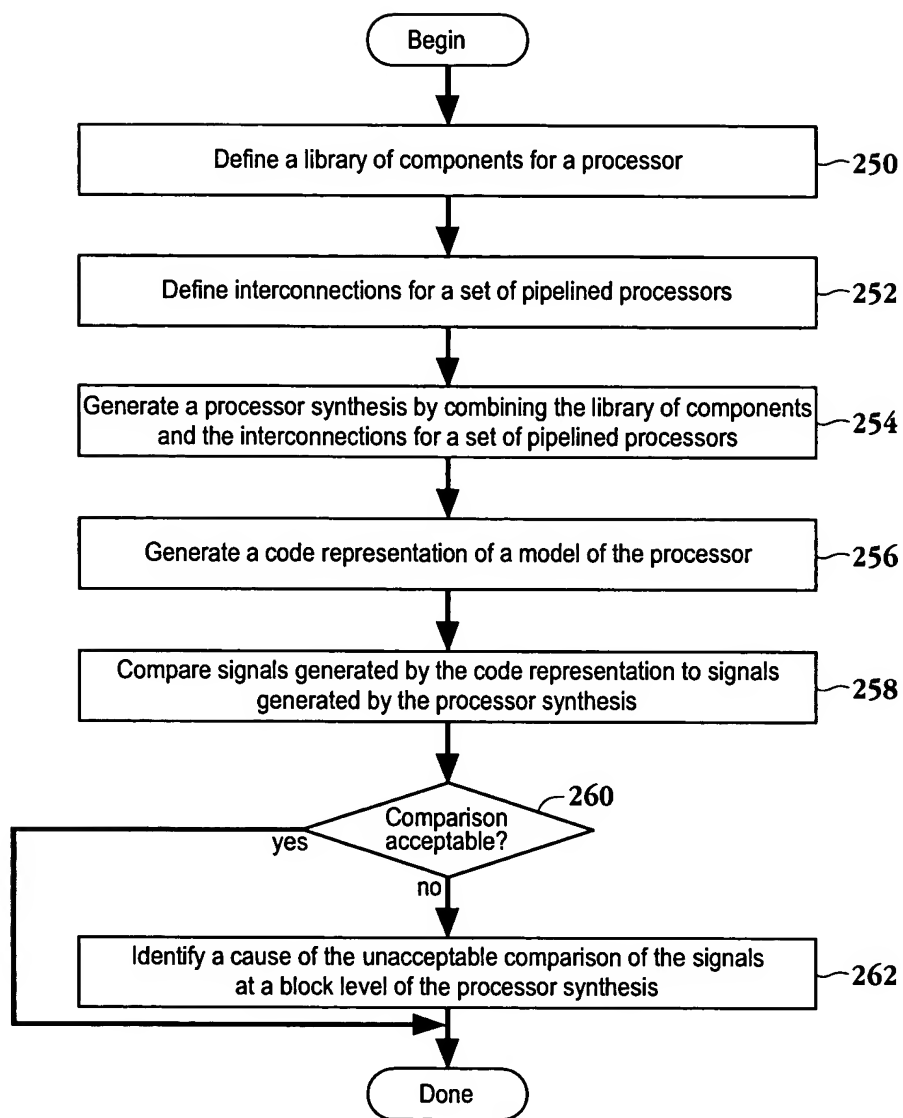 Begin
Define a library of components for a processor
250
Define interconnections for a set of pipelined processors
252
Generate a processor synthesis by combining the library of components
and the interconnections for a set of pipelined processors
254
Generate a code representation of a model of the processor
256
Compare signals generated by the code representation to signals
generated by the processor synthesis
258
260
Comparison
acceptable?
yes
no
Identify a cause of the unacceptable comparison of the signals
at a block level of the processor synthesis
262
Done